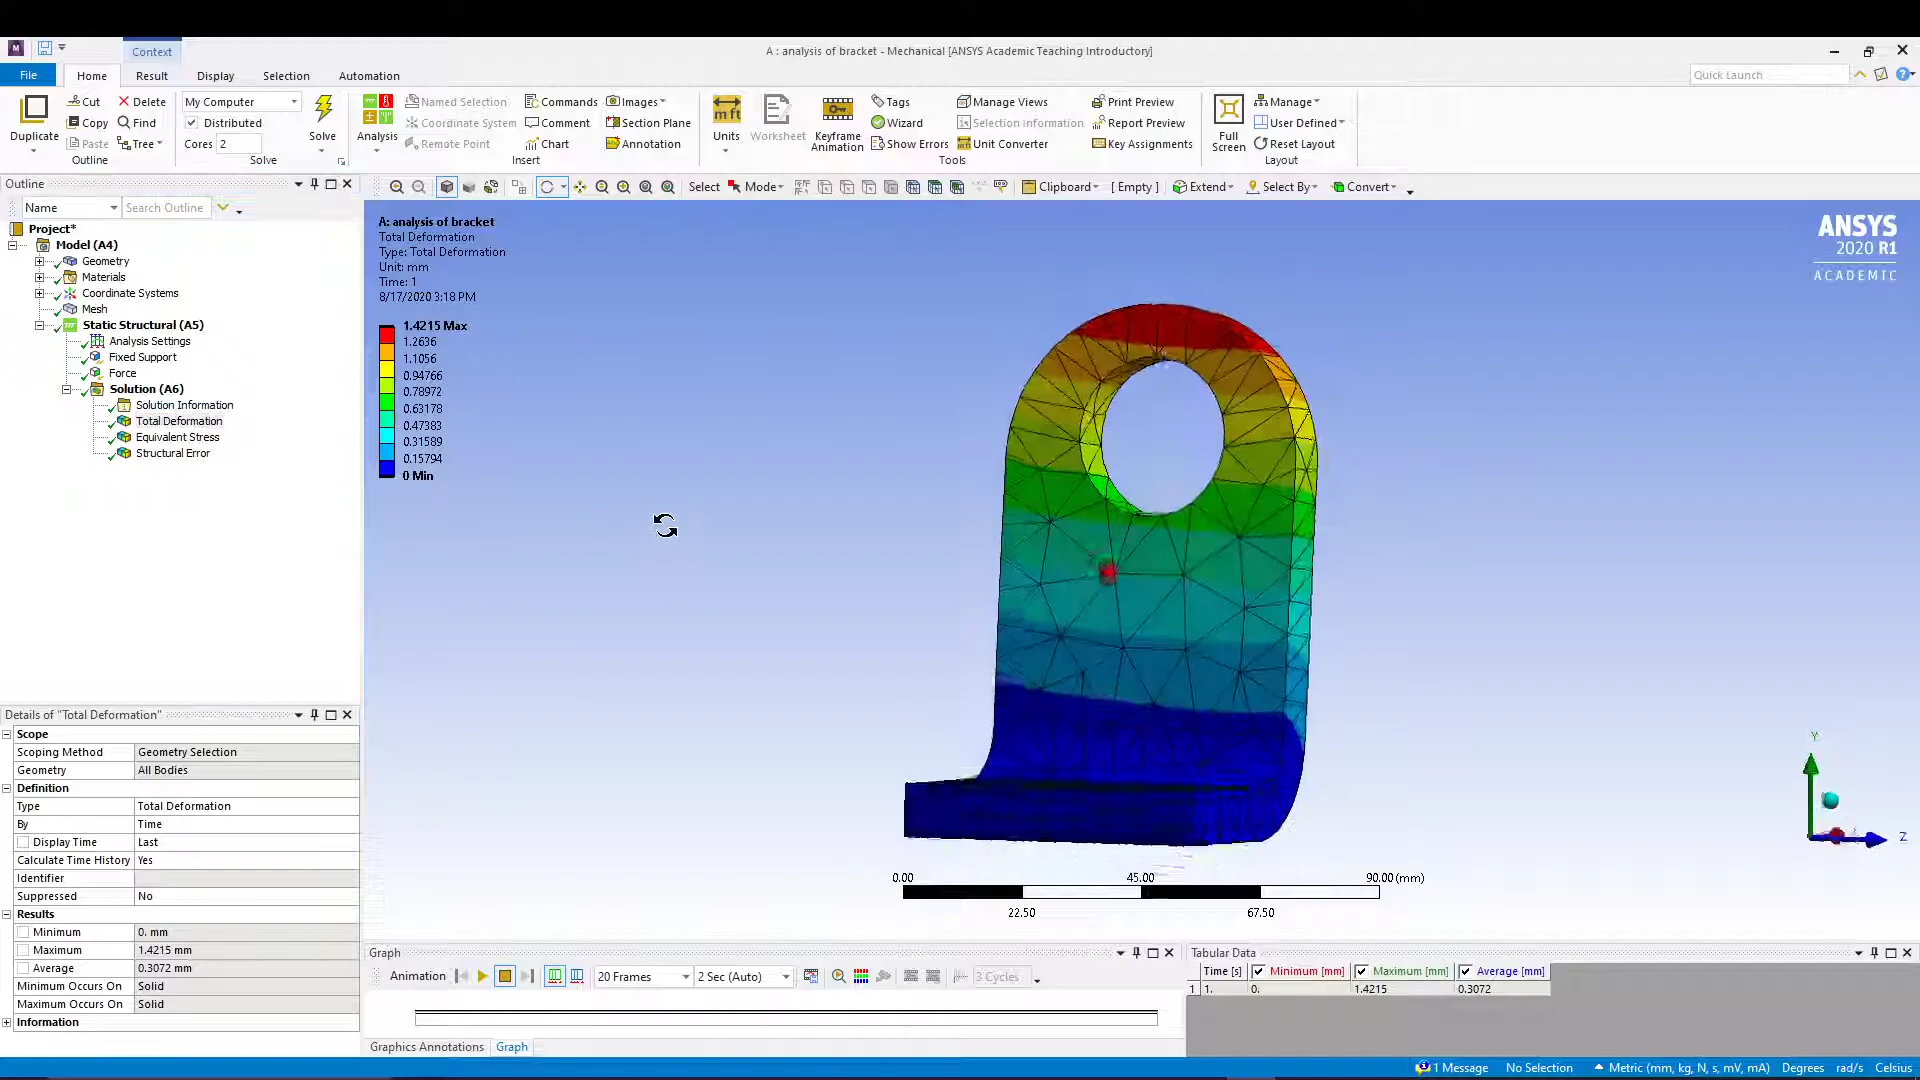 Context
A : analysis of bracket - Mechanical [ANSYS Academic Teaching Introductory]
File Home Result Display Selection Automation
Quick Launch
Duplicate
Cut
Copy
Paste
Delete
Find
Tree
Outline
My Computer
Distributed
Cores 2
Solve
Solve
Analysis
Named Selection
Coordinate System
Remote Point
Commands
Comment
Chart
Images
Section Plane
Annotation
Insert
Units
Worksheet
Keyframe
Animation
Tags
Wizard
Show Errors
Manage Views
Selection Information
Unit Converter
Print Preview
Report Preview
Key Assignments
Tools
Full
Screen
Manage
User Defined
Reset Layout
Layout
Outline
Name
Search Outline
Select Mode Clipboard [ Empty ] Extend Select By Convert
Project*
Model (A4)
Geometry
Materials
Coordinate Systems
Mesh
Static Structural (A5)
Analysis Settings
Fixed Support
Force
Solution (A6)
Solution Information
Total Deformation
Equivalent Stress
Structural Error
A: analysis of bracket
Total Deformation
Type: Total Deformation
Unit: mm
Time: 1
8/17/2020 3:18 PM
1.4215 Max
1.2636
1.1056
0.94766
0.78972
0.63178
0.47383
0.31589
0.15794
0 Min
ANSYS
2020 R1
ACADEMIC
Y
Z
0.00 45.00 90.00 (mm)
22.50 67.50
Details of "Total Deformation"
Scope
Scoping Method Geometry Selection
Geometry All Bodies
Definition
Type Total Deformation
By Time
Display Time Last
Calculate Time History Yes
Identifier
Suppressed No
Results
Minimum 0. mm
Maximum 1.4215 mm
Average 0.3072 mm
Minimum Occurs On Solid
Maximum Occurs On Solid
Information
Graph
Animation 20 Frames 2 Sec (Auto) 3 Cycles
Graphics Annotations Graph
Tabular Data
Time [s] Minimum [mm] Maximum [mm] Average [mm]
1 1. 0. 1.4215 0.3072
1 Message No Selection Metric (mm, kg, N, s, mV, mA) Degrees rad/s Celsius